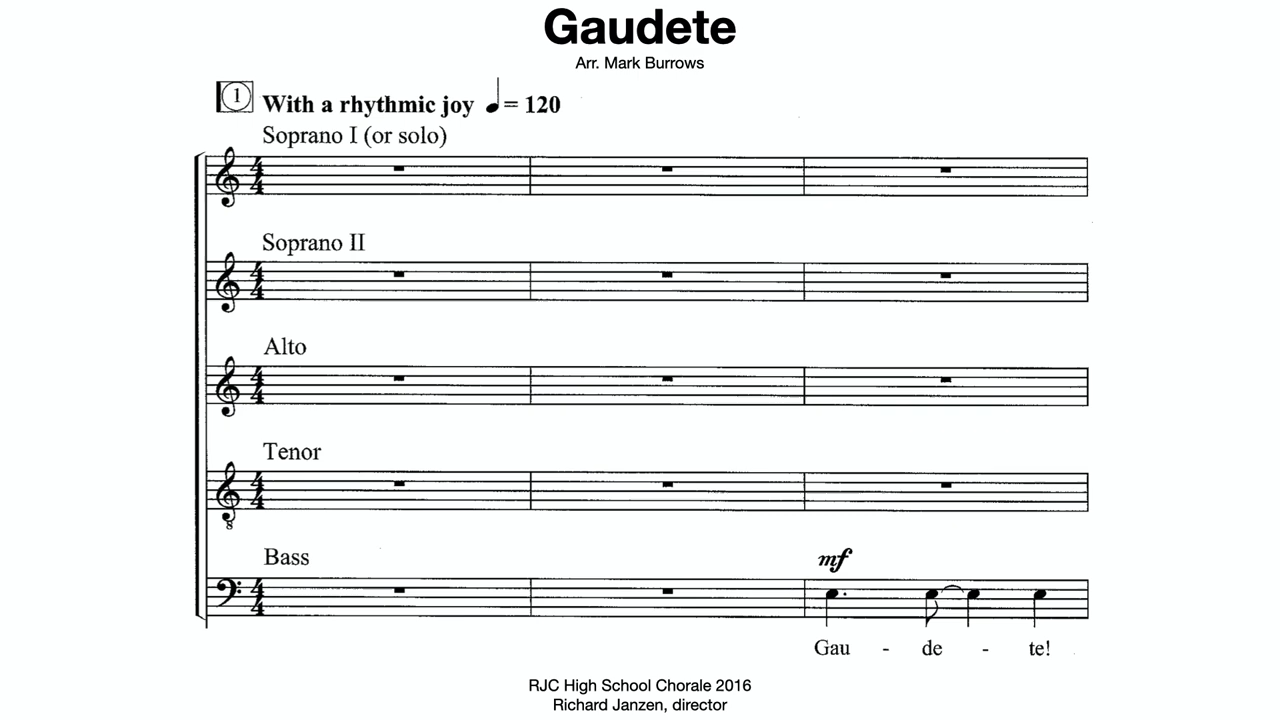 Gaudete
Arr. Mark Burrows
1 With a rhythmic joy ♩= 120
Soprano I (or solo)
Soprano II
Alto
Tenor
8
Bass
mf
Gau - de - te!
RJC High School Chorale 2016
Richard Janzen, director